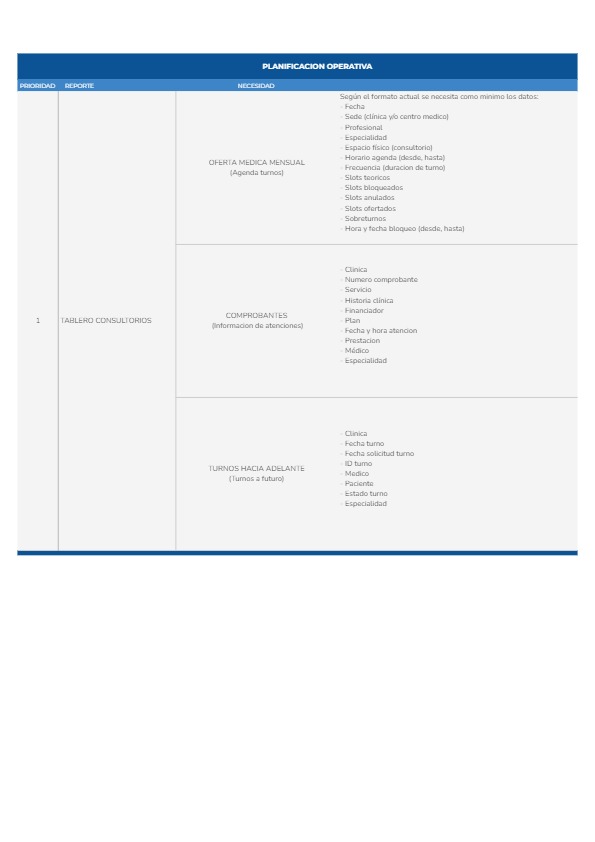 PLANIFICACION OPERATIVA
PRIORIDAD REPORTE NECESIDAD
1
TABLERO CONSULTORIOS
OFERTA MEDICA MENSUAL
(Agenda turnos)
Según el formato actual se necesita como minimo los datos:
- Fecha
- Sede (clínica y/o centro medico)
- Profesional
- Especialidad
- Espacio físico (consultorio)
- Horario agenda (desde, hasta)
- Frecuencia (duracion de turno)
- Slots teoricos
- Slots bloqueados
- Slots anulados
- Slots ofertados
- Sobreturnos
- Hora y fecha bloqueo (desde, hasta)
COMPROBANTES
(Informacion de atenciones)
- Clinica
- Numero comprobante
- Servicio
- Historia clínica
- Financiador
- Plan
- Fecha y hora atencion
- Prestacion
- Médico
- Especialidad
TURNOS HACIA ADELANTE
(Turnos a futuro)
- Clinica
- Fecha turno
- Fecha solicitud turno
- ID turno
- Medico
- Paciente
- Estado turno
- Especialidad